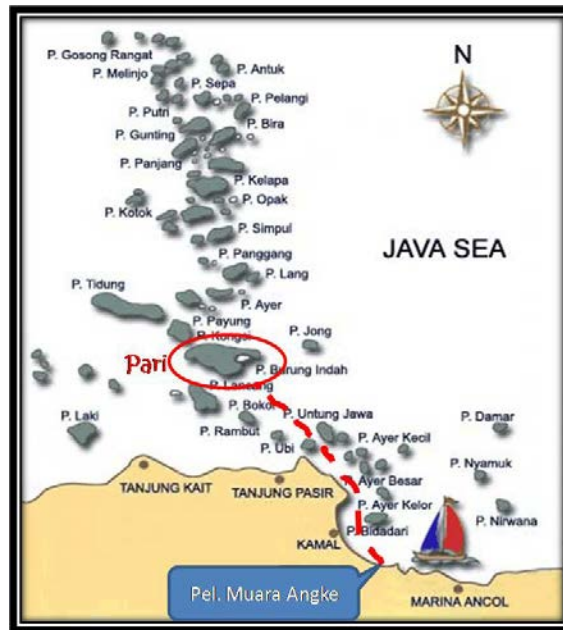 P. Gosong Rangat
P. Melinjo
P. Antuk
P. Sepa
P. Putri
P. Pelangi
P. Gunting
P. Bira
P. Panjang
P. Kelapa
P. Opak
P. Kotok
P. Simpul
P. Panggang
P. Lang
P. Tidung
P. Ayer
P. Payung
P. Kongsi
P. Jong
Pari
P. Burung Indah
P. Lancang
P. Bokor
P. Untung Jawa
P. Laki
P. Rambut
P. Ubi
P. Ayer Kecil
P. Damar
P. Ayer Besar
P. Nyamuk
P. Ayer Kelor
P. Nirwana
P. Bidadari
N
JAVA SEA
TANJUNG KAIT
TANJUNG PASIR
KAMAL
Pel. Muara Angke
MARINA ANCOL